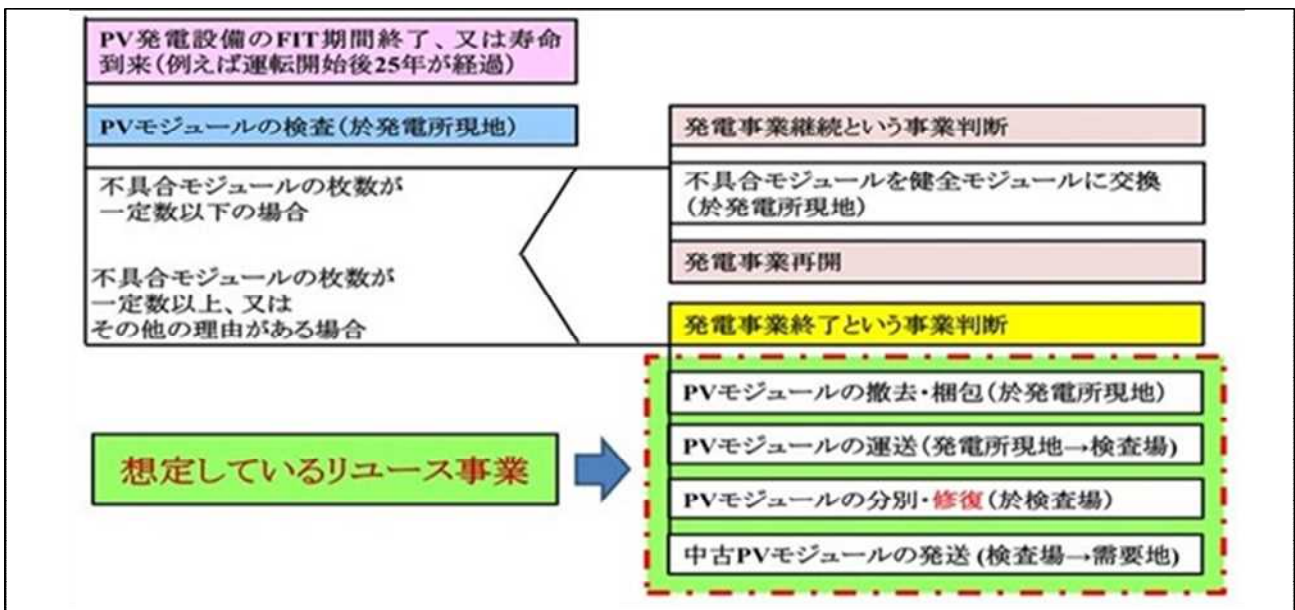 PV発電設備のFIT期間終了、又は寿命
到来(例えば運転開始後25年が経過)
PVモジュールの検査(於発電所現地)
不具合モジュールの枚数が
一定数以下の場合
不具合モジュールの枚数が
一定数以上、又は
その他の理由がある場合
発電事業継続という事業判断
不具合モジュールを健全モジュールに交換
(於発電所現地)
発電事業再開
発電事業終了という事業判断
想定しているリユース事業
PVモジュールの撤去・梱包(於発電所現地)
PVモジュールの運送(発電所現地→検査場)
PVモジュールの分別・修復(於検査場)
中古PVモジュールの発送(検査場→需要地)